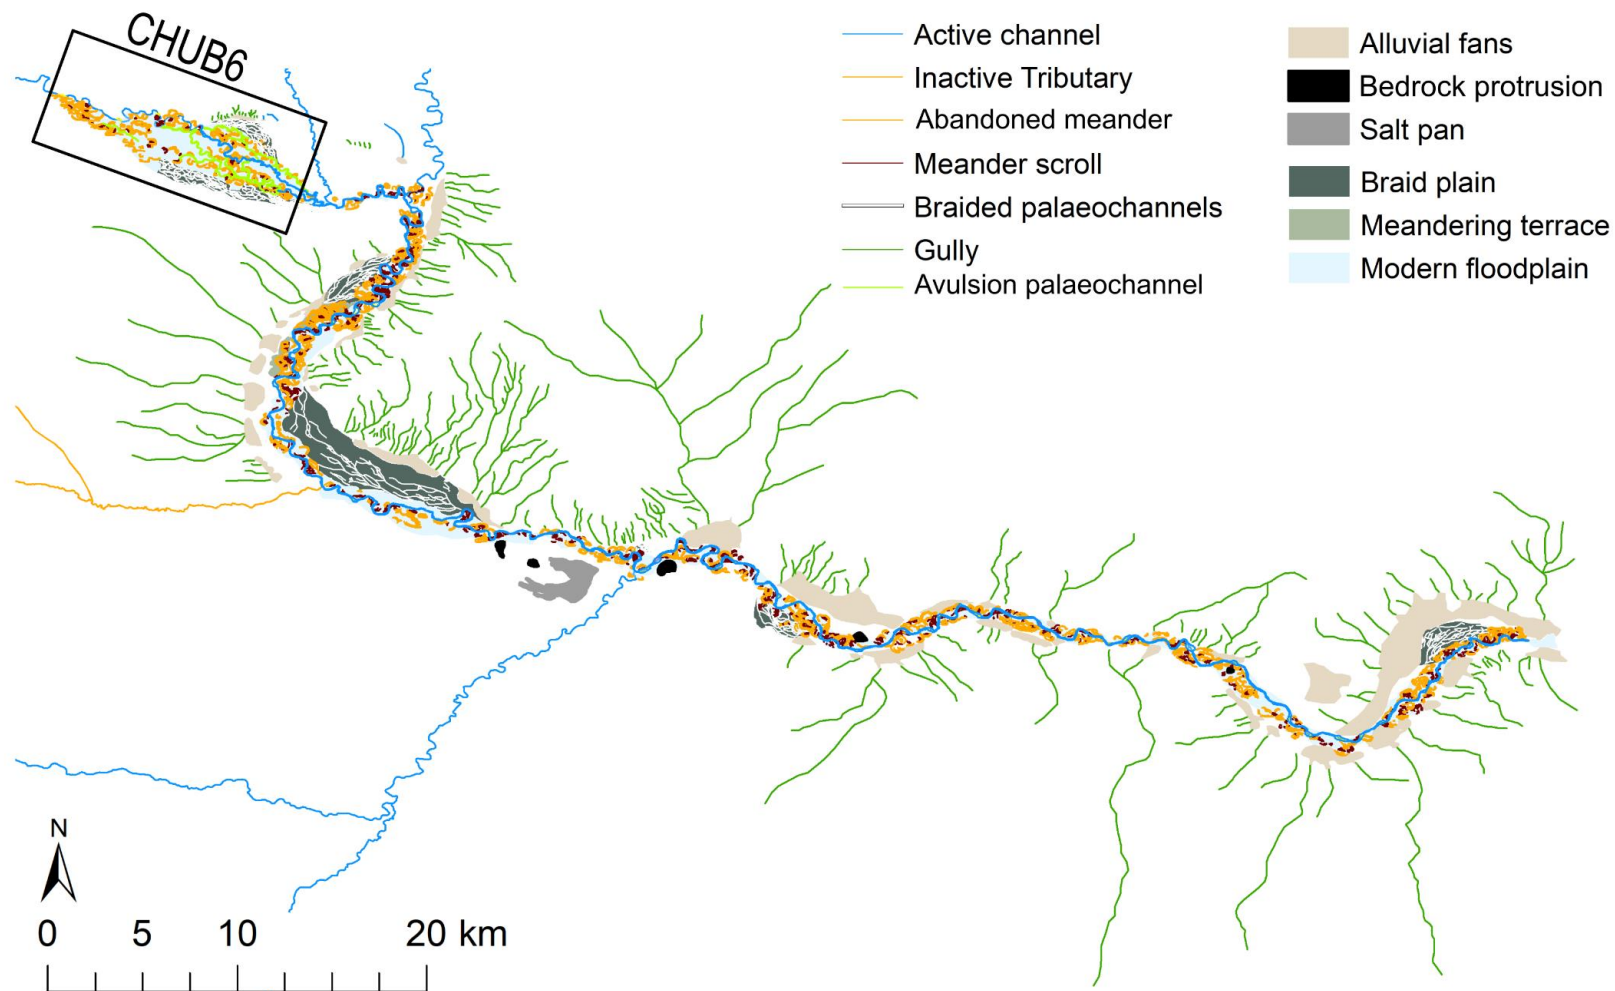 CHUB6
Active channel
Inactive Tributary
Abandoned meander
Meander scroll
Braided palaeochannels
Gully
Avulsion palaeochannel
Alluvial fans
Bedrock protrusion
Salt pan
Braid plain
Meandering terrace
Modern floodplain
N
0 5 10 20 km